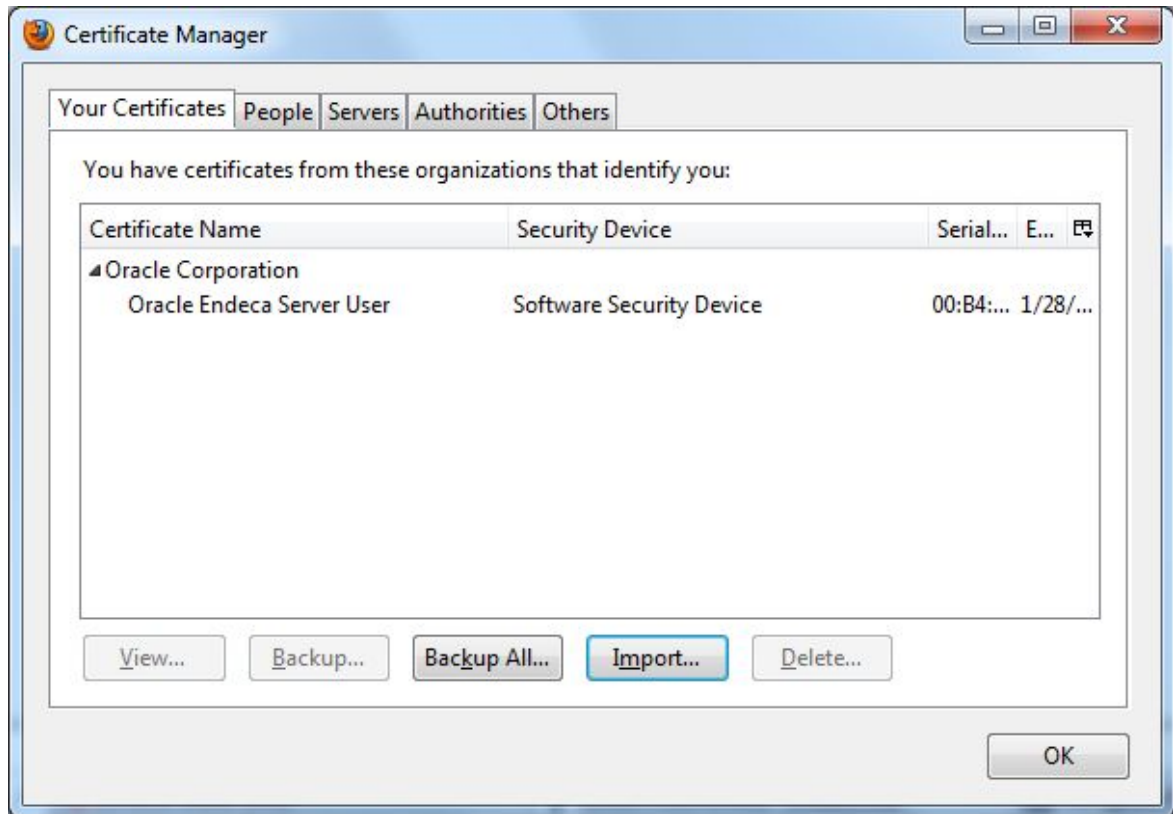 Certificate Manager
Your Certificates People Servers Authorities Others
You have certificates from these organizations that identify you:
Certificate Name Security Device Serial... E...
Oracle Corporation
Oracle Endeca Server User Software Security Device 00:B4:... 1/28/...
View... Backup... Backup All... Import... Delete...
OK